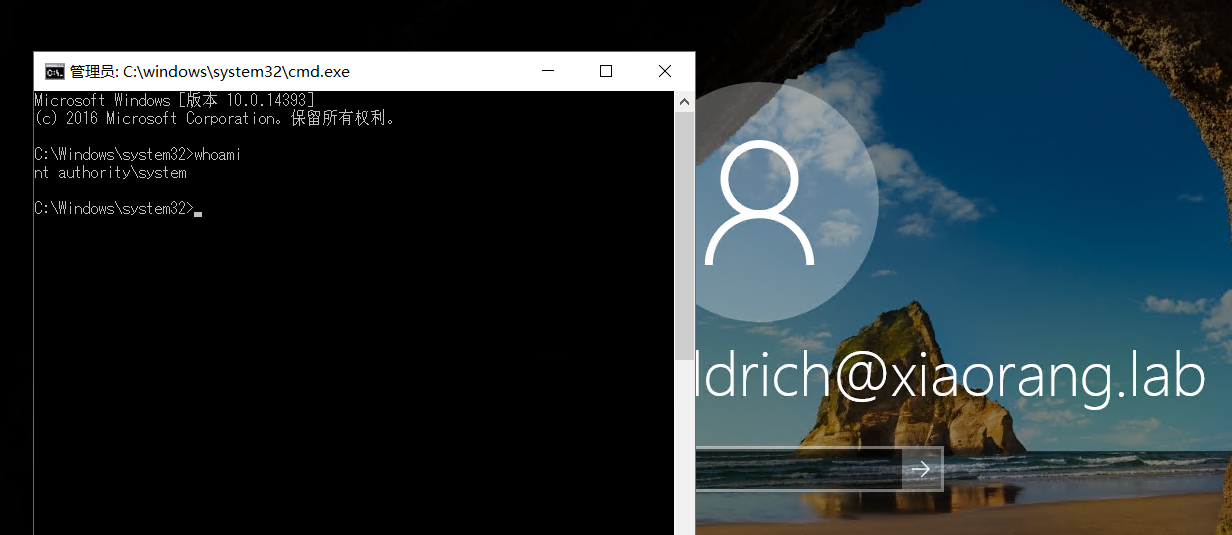 管理员: C:\windows\system32\cmd.exe
Microsoft Windows [版本 10.0.14393]
(c) 2016 Microsoft Corporation。保留所有权利。
C:\Windows\system32>whoami
nt authority\system
C:\Windows\system32>
ldrich@xiaorang.lab